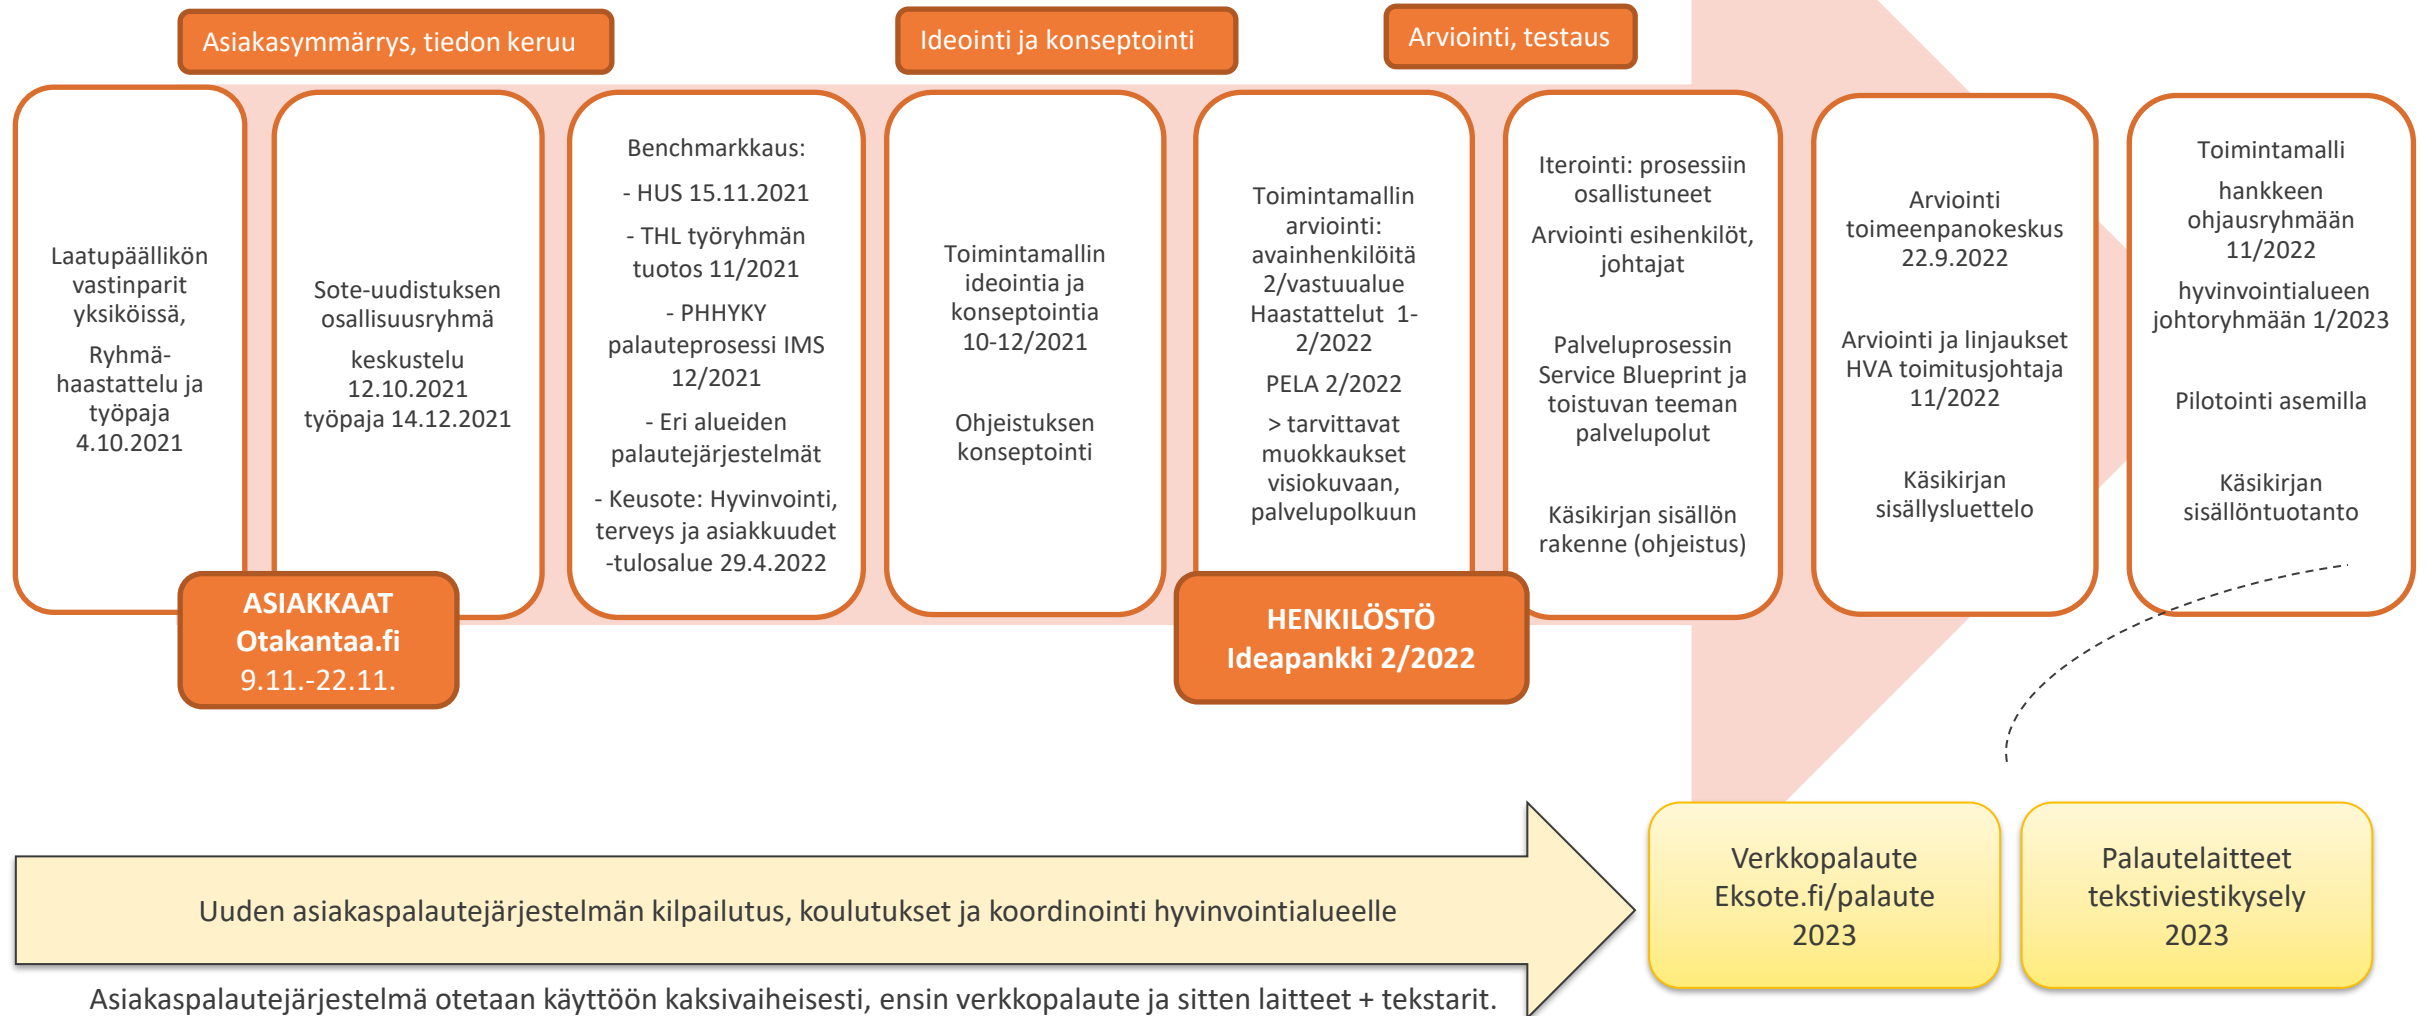 Asiakasymmärrys, tiedon keruu
Ideointi ja konseptointi
Arviointi, testaus
Laatupäällikön
vastinparit
yksiköissä,
Ryhmä-
haastattelu ja
työpaja
4.10.2021
Sote-uudistuksen
osallisuusryhmä
keskustelu
12.10.2021
työpaja 14.12.2021
ASIAKKAAT
Otakantaa.fi
9.11.-22.11.
Benchmarkkaus:
- HUS 15.11.2021
- THL työryhmän
tuotos 11/2021
- PHHYKY
palauteprosessi IMS
12/2021
- Eri alueiden
palautejärjestelmät
- Keusote: Hyvinvointi,
terveys ja asiakkuudet
-tulosalue 29.4.2022
Toimintamallin
ideointia ja
konseptointia
10-12/2021
Ohjeistuksen
konseptointi
Toimintamallin
arviointi:
avainhenkilöitä
2/vastuualue
Haastattelut 1-
2/2022
PELA 2/2022
> tarvittavat
muokkaukset
visiokuvaan,
palvelupolkuun
HENKILÖSTÖ
Ideapankki 2/2022
Iterointi: prosessiin
osallistuneet
Arviointi esihenkilöt,
johtajat
Palveluprosessin
Service Blueprint ja
toistuvan teeman
palvelupolut
Käsikirjan sisällön
rakenne (ohjeistus)
Arviointi
toimeenpanokeskus
22.9.2022
Arviointi ja linjaukset
HVA toimitusjohtaja
11/2022
Käsikirjan
sisällysluettelo
Toimintamalli
hankkeen
ohjausryhmään
11/2022
hyvinvointialueen
johtoryhmään 1/2023
Pilotointi asemilla
Käsikirjan
sisällöntuotanto
Uuden asiakaspalautejärjestelmän kilpailutus, koulutukset ja koordinointi hyvinvointialueelle
Verkkopalaute
Eksote.fi/palaute
2023
Palautelaitteet
tekstiviestikysely
2023
Asiakaspalautejärjestelmä otetaan käyttöön kaksivaiheisesti, ensin verkkopalaute ja sitten laitteet + tekstarit.